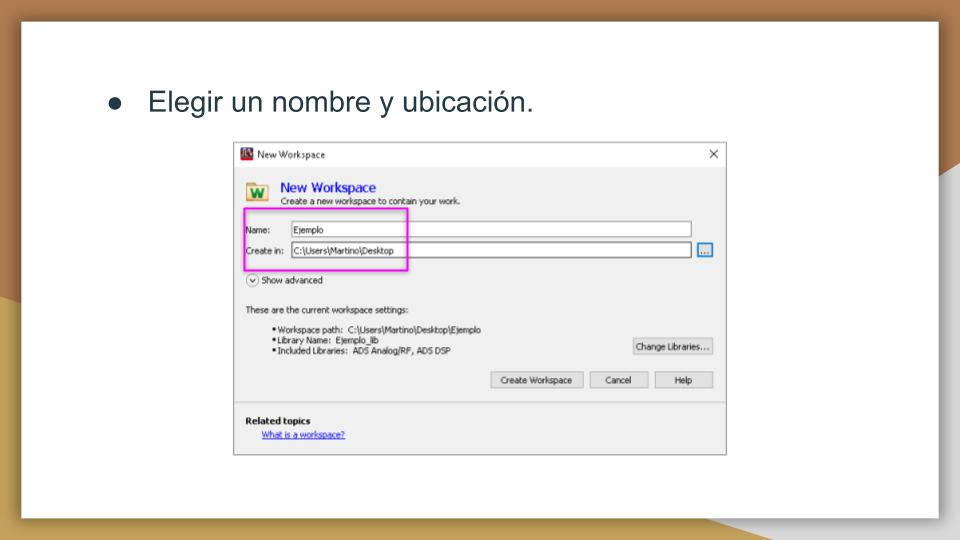 ● Elegir un nombre y ubicación.
New Workspace
New Workspace
Create a new workspace to contain your work.
Name: Ejemplo
Create in: C:\Users\Martino\Desktop ...
Show advanced
These are the current workspace settings:
• Workspace path: C:\Users\Martino\Desktop\Ejemplo
• Library Name: Ejemplo_lib
• Included Libraries: ADS Analog/RF, ADS DSP
Change Libraries...
Create Workspace Cancel Help
Related topics
What is a workspace?